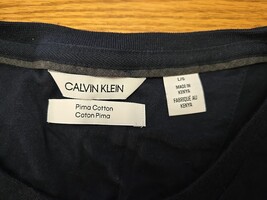 CALVIN KLEIN
Pima Cotton
Coton Pima
L/G
MADE IN
KENYA
FABRIQUÉ AU
KENYA